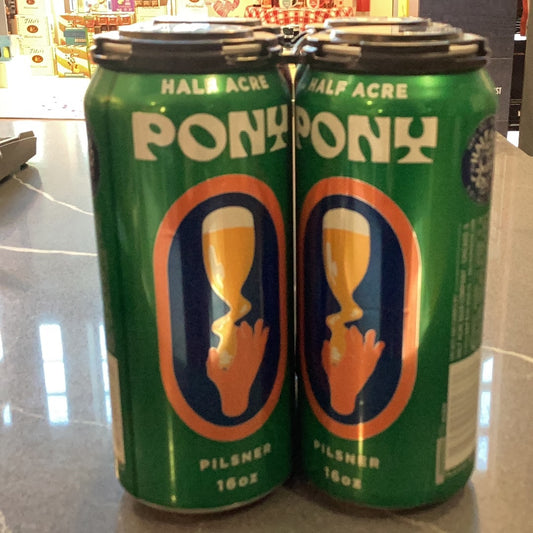 HALF ACRE
PONY
PILSNER
16oz
HALF ACRE
PONY
PILSNER
16oz